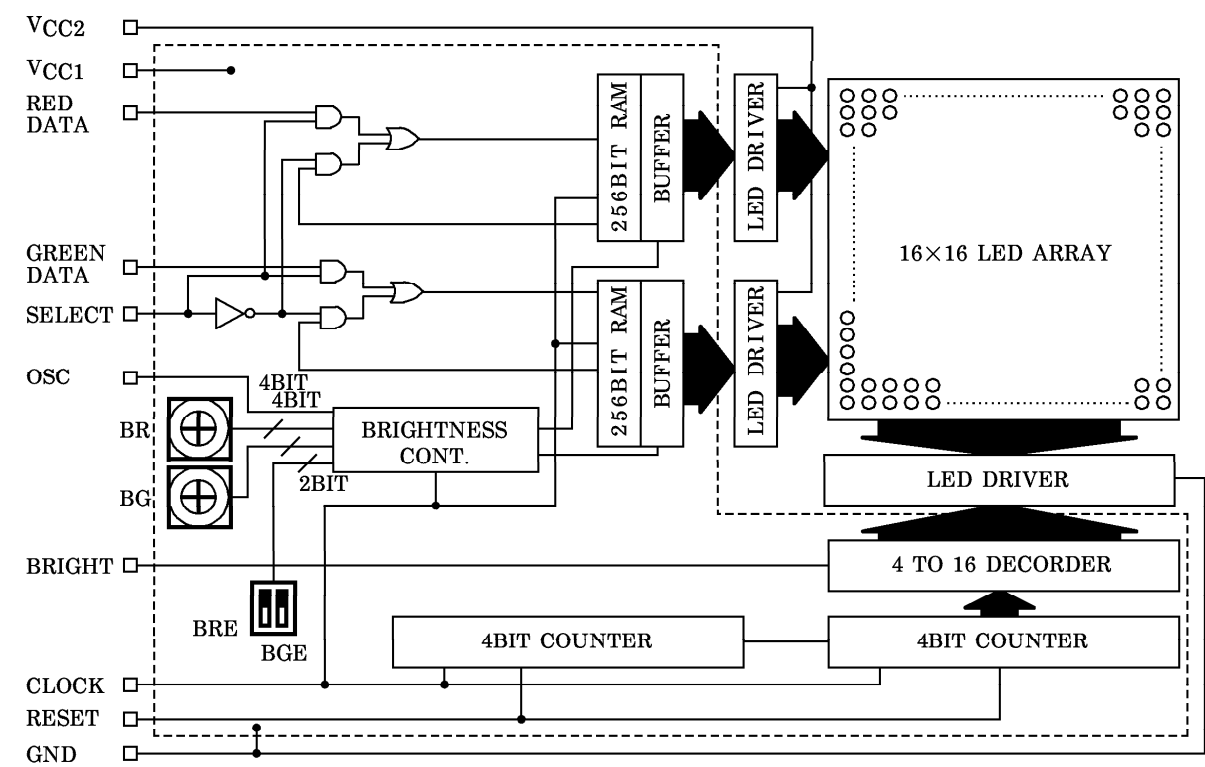 VCC2
VCC1
RED
DATA
GREEN
DATA
SELECT
OSC
BR
BG
BRIGHT
BRE
BGE
CLOCK
RESET
GND
4BIT
4BIT
2BIT
BRIGHTNESS
CONT.
256BIT RAM
BUFFER
LED DRIVER
256BIT RAM
BUFFER
LED DRIVER
16×16 LED ARRAY
LED DRIVER
4 TO 16 DECORDER
4BIT COUNTER
4BIT COUNTER